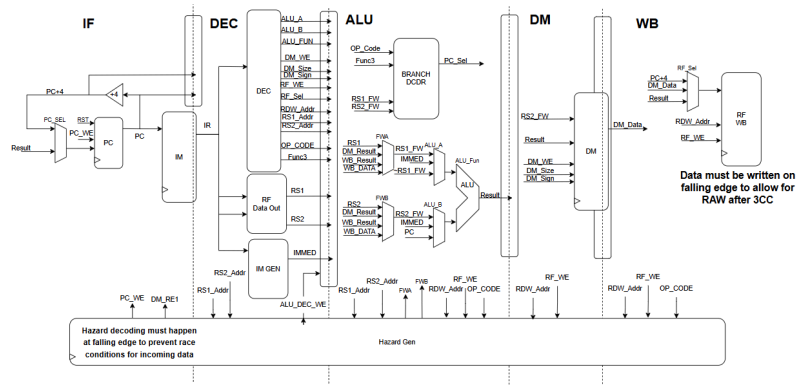 IF
DEC
ALU
DM
WB
PC+4
+4
PC_SEL
RST
PC_WE
PC
PC
Result
IM
IR
DEC
ALU_A
ALU_B
ALU_FUN
DM_WE
DM_Size
DM_Sign
RF_WE
RF_Sel
RDW_Addr
RS1_Addr
RS2_Addr
OP_CODE
Func3
RF
Data Out
RS1
RS2
IM GEN
IMMED
OP_Code
Func3
RS1_FW
RS2_FW
BRANCH
DCDR
PC_Sel
FWA
RS1
DM_Result
WB_Result
WB_DATA
RS1_FW
IMMED
~RS1_FW
ALU_A
FWB
RS2
DM_Result
WB_Result
WB_DATA
RS2_FW
IMMED
PC
ALU_B
ALU_Fun
ALU
Result
RS2_FW
Result
DM_WE
DM_Size
DM_Sign
DM
DM_Data
RF_Sel
PC+4
DM_Data
Result
RDW_Addr
RF_WE
RF
WB
Data must be written on
falling edge to allow for
RAW after 3CC
PC_WE
DM_RE1
RS1_Addr
RS2_Addr
ALU_DEC_WE
RS1_Addr
RS2_Addr
FWA
FWB
RF_WE
RDW_Addr
OP_CODE
RF_WE
RDW_Addr
RF_WE
RDW_Addr
OP_CODE
Hazard decoding must happen
at falling edge to prevent race
conditions for incoming data
Hazard Gen